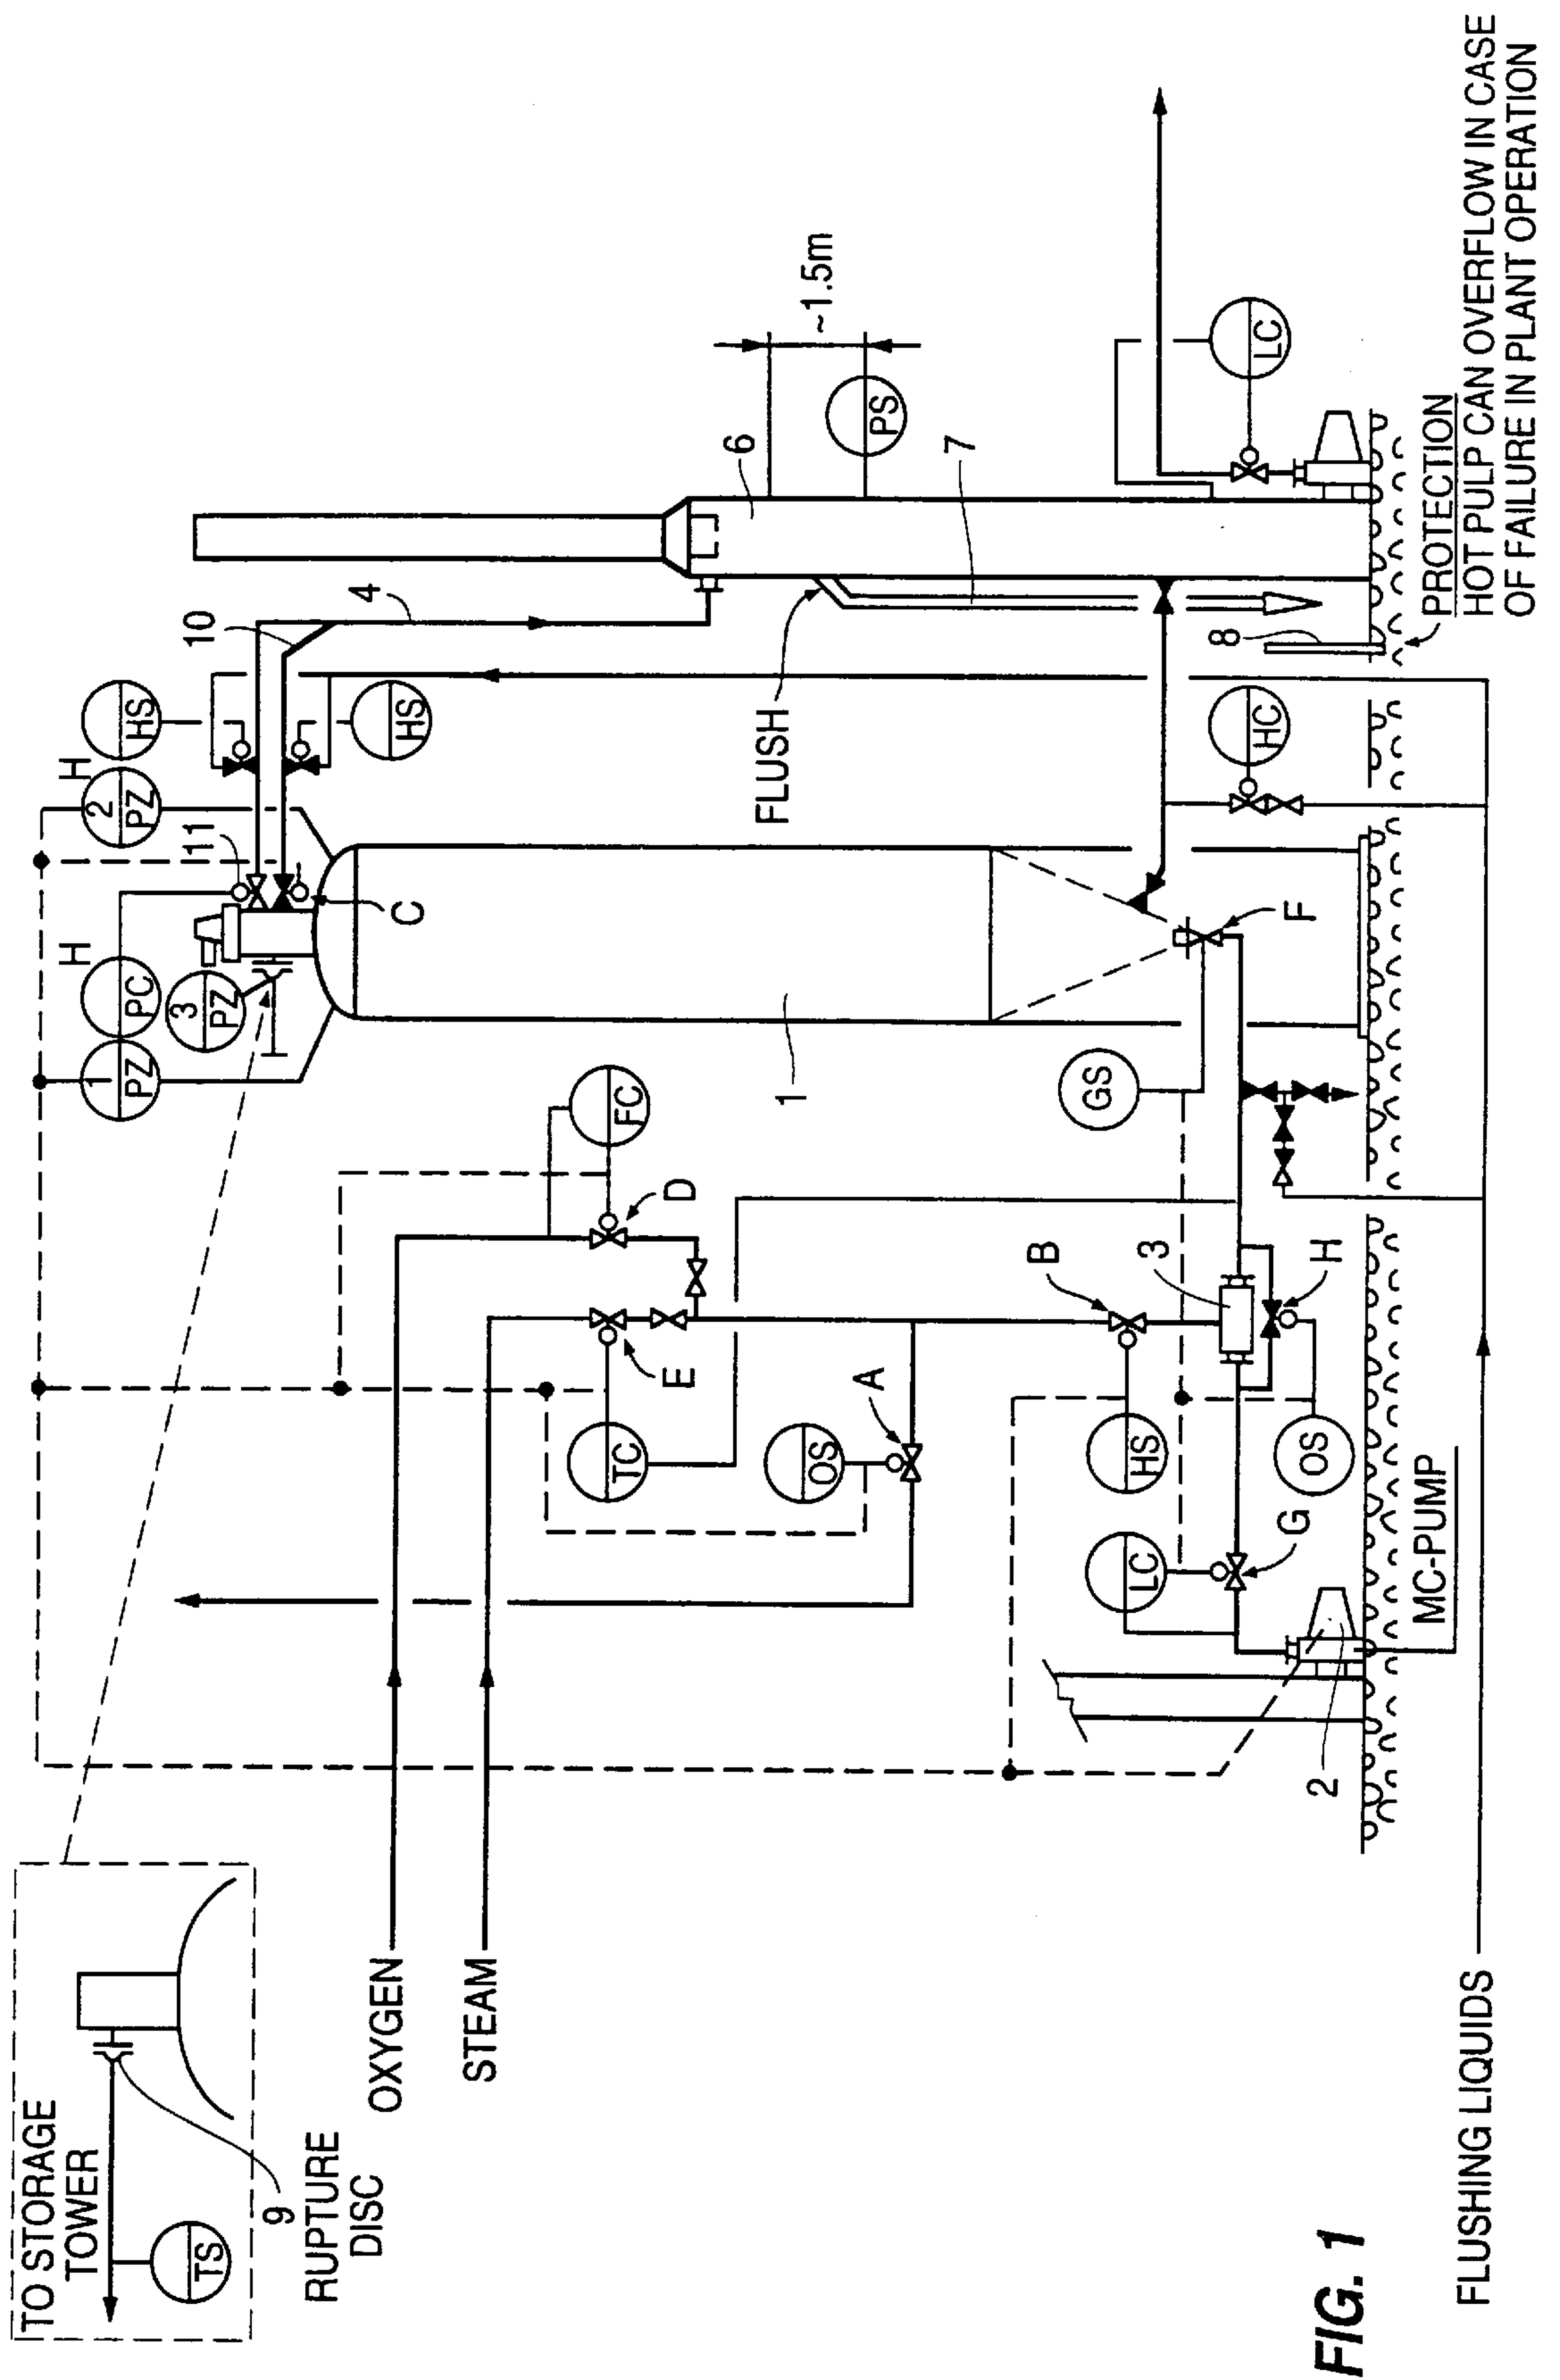 TO STORAGE
TOWER
TS
9
RUPTURE
DISC
OXYGEN
STEAM
1
PZ
PC
H
3
PZ
2
PZ
H
11
HS
HS
10
4
C
TC
E
D
FC
OS
A
1
6
~1.5m
PS
7
FLUSH
B
HS
3
H
OS
LC
G
GS
F
HC
8
LC
2
MC-PUMP
PROTECTION
HOT PULP CAN OVERFLOW IN CASE
OF FAILURE IN PLANT OPERATION
FLUSHING LIQUIDS
FIG. 1